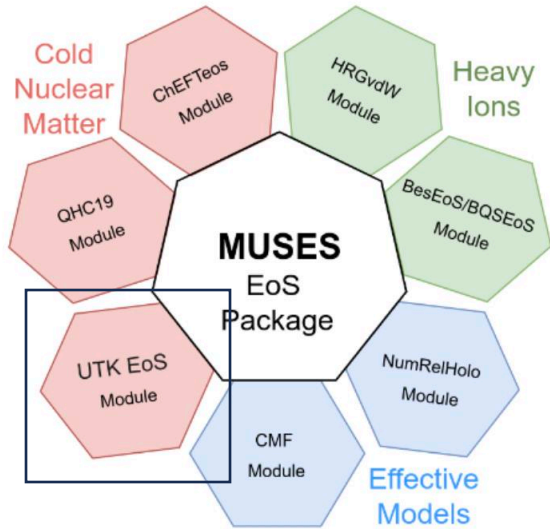 Cold
Nuclear
Matter
ChEFTeos
Module
HRGvdW
Module
Heavy
Ions
QHC19
Module
BesEoS/BQSEoS
Module
MUSES
EoS
Package
UTK EoS
Module
NumRelHolo
Module
CMF
Module
Effective
Models